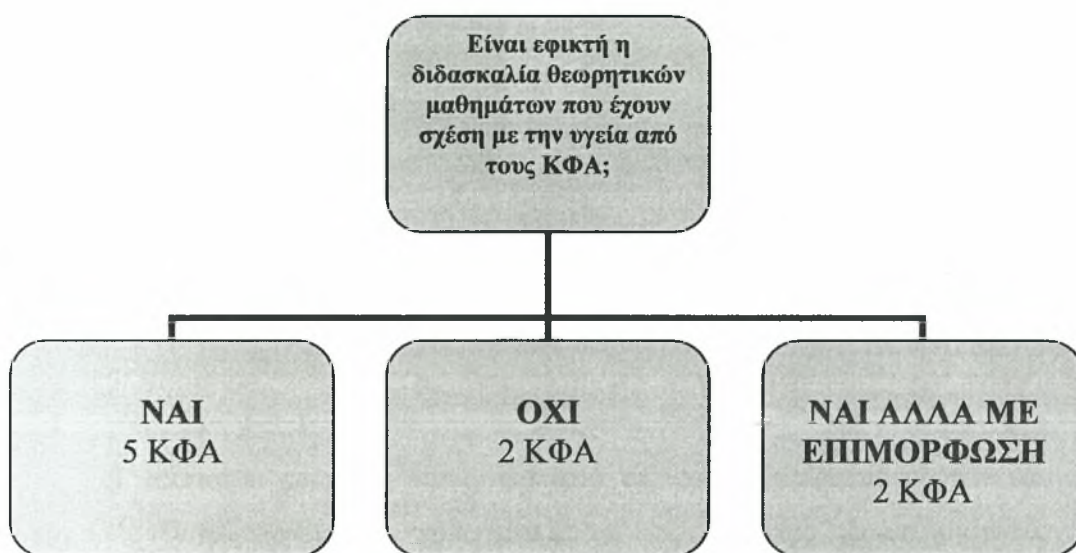 Είναι εφικτή η
διδασκαλία θεωρητικών
μαθημάτων που έχουν
σχέση με την υγεία από
τους ΚΦΑ;
ΝΑΙ
5 ΚΦΑ
ΟΧΙ
2 ΚΦΑ
ΝΑΙ ΑΛΛΑ ΜΕ
ΕΠΙΜΟΡΦΩΣΗ
2 ΚΦΑ